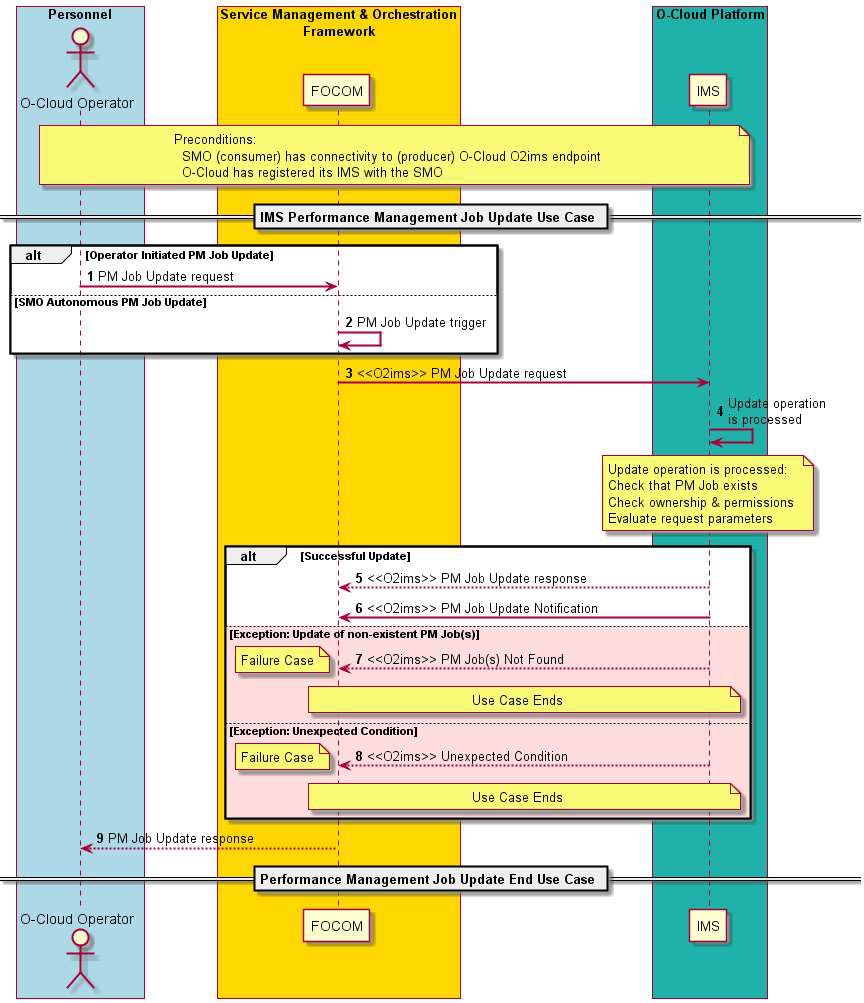 Personnel
Service Management & Orchestration
Framework
O-Cloud Platform
O-Cloud Operator
FOCOM
IMS
Preconditions:
SMO (consumer) has connectivity to (producer) O-Cloud O2ims endpoint
O-Cloud has registered its IMS with the SMO
IMS Performance Management Job Update Use Case
alt [Operator Initiated PM Job Update]
1 PM Job Update request
[SMO Autonomous PM Job Update]
2 PM Job Update trigger
3 <<O2ims>> PM Job Update request
4 Update operation
is processed
Update operation is processed:
Check that PM Job exists
Check ownership & permissions
Evaluate request parameters
alt [Successful Update]
5 <<O2ims>> PM Job Update response
6 <<O2ims>> PM Job Update Notification
[Exception: Update of non-existent PM Job(s)]
Failure Case
7 <<O2ims>> PM Job(s) Not Found
Use Case Ends
[Exception: Unexpected Condition]
Failure Case
8 <<O2ims>> Unexpected Condition
Use Case Ends
9 PM Job Update response
Performance Management Job Update End Use Case
O-Cloud Operator
FOCOM
IMS